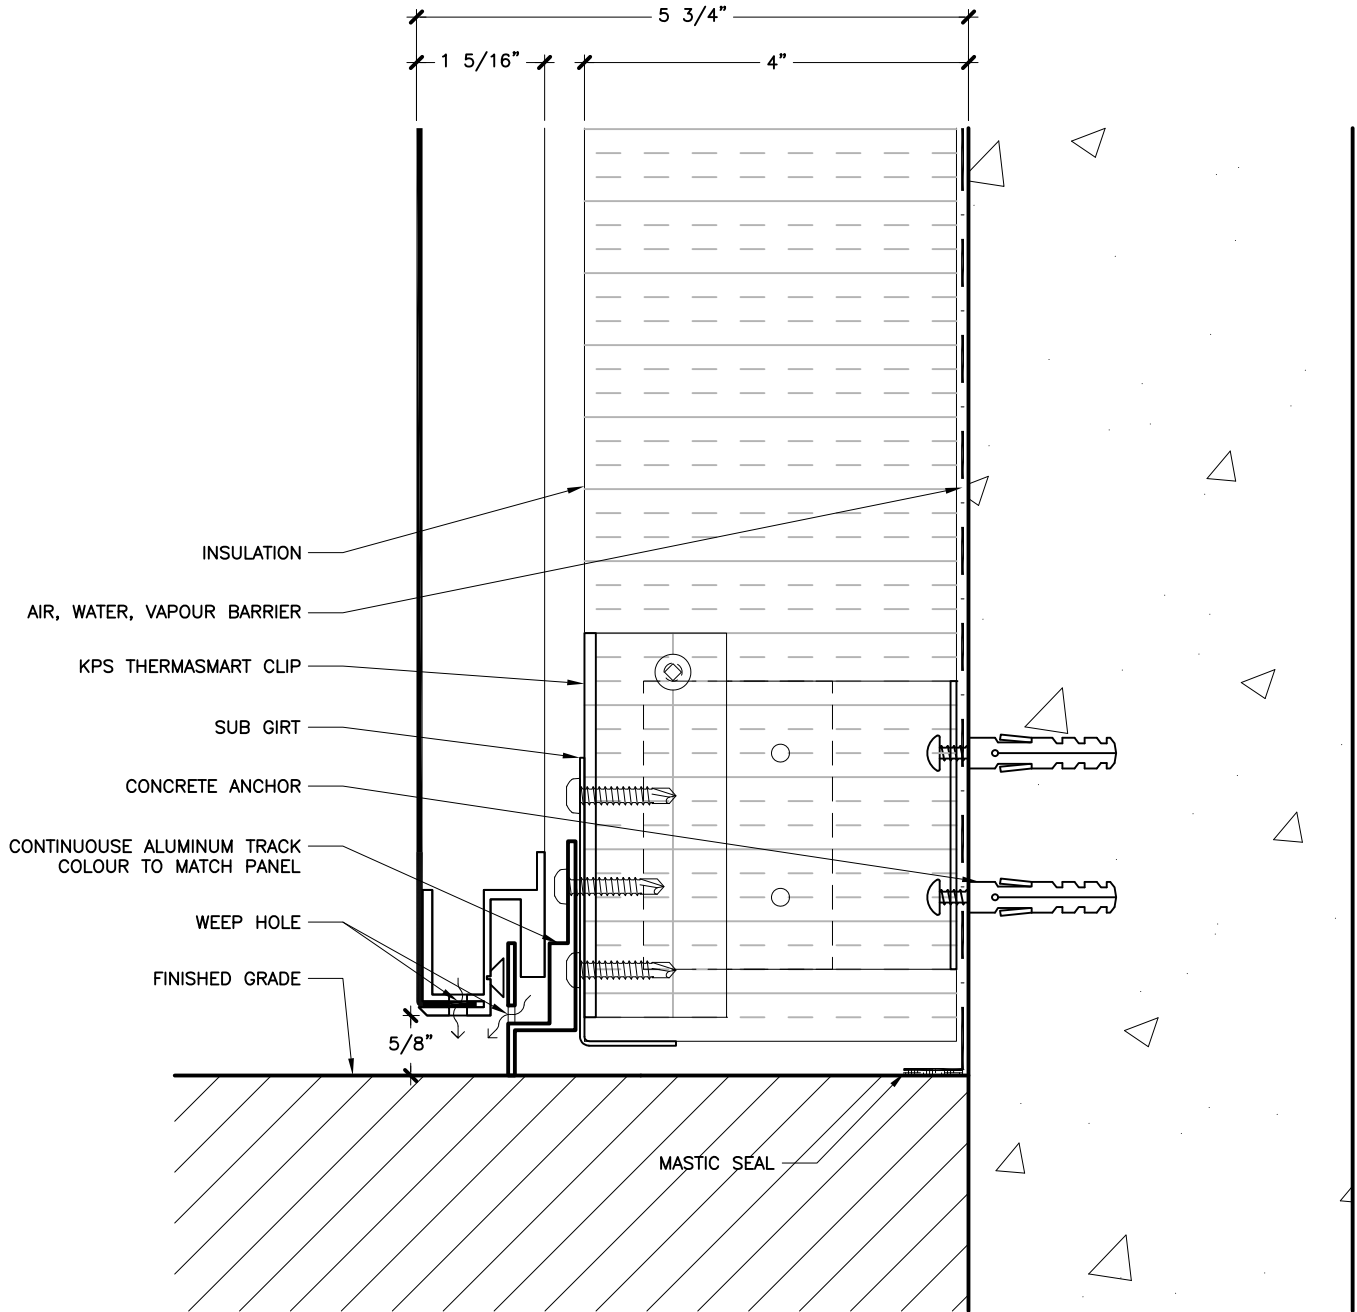 5 3/4”
1 5/16”
4”
INSULATION
AIR, WATER, VAPOUR BARRIER
KPS THERMASMART CLIP
SUB GIRT
CONCRETE ANCHOR
CONTINUOUSE ALUMINUM TRACK
COLOUR TO MATCH PANEL
WEEP HOLE
FINISHED GRADE
5/8”
MASTIC SEAL